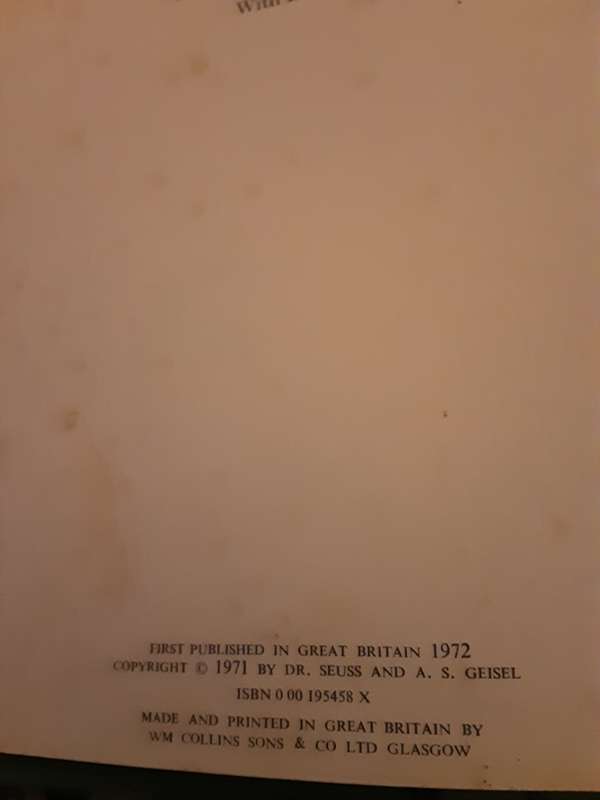 With
FIRST PUBLISHED IN GREAT BRITAIN 1972
COPYRIGHT © 1971 BY DR. SEUSS AND A. S. GEISEL
ISBN 0 00 195458 X
MADE AND PRINTED IN GREAT BRITAIN BY
WM COLLINS SONS & CO LTD GLASGOW